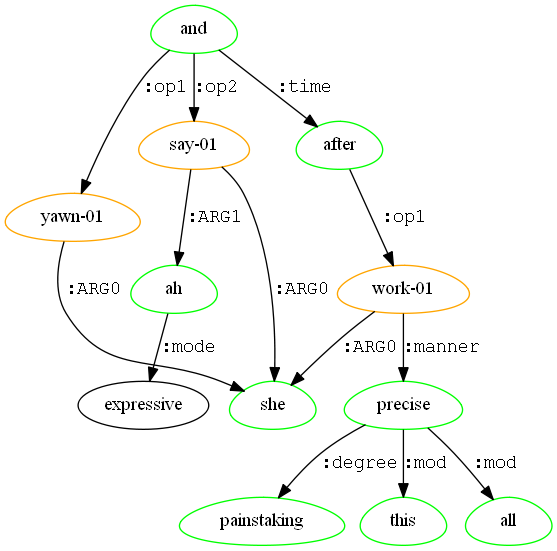 and
:op1 :op2 :time
say-01 after
yawn-01 :ARG1 :op1
ah work-01
:ARG0 :ARG0
:mode :ARG0 :manner
expressive she precise
:degree :mod :mod
painstaking this all